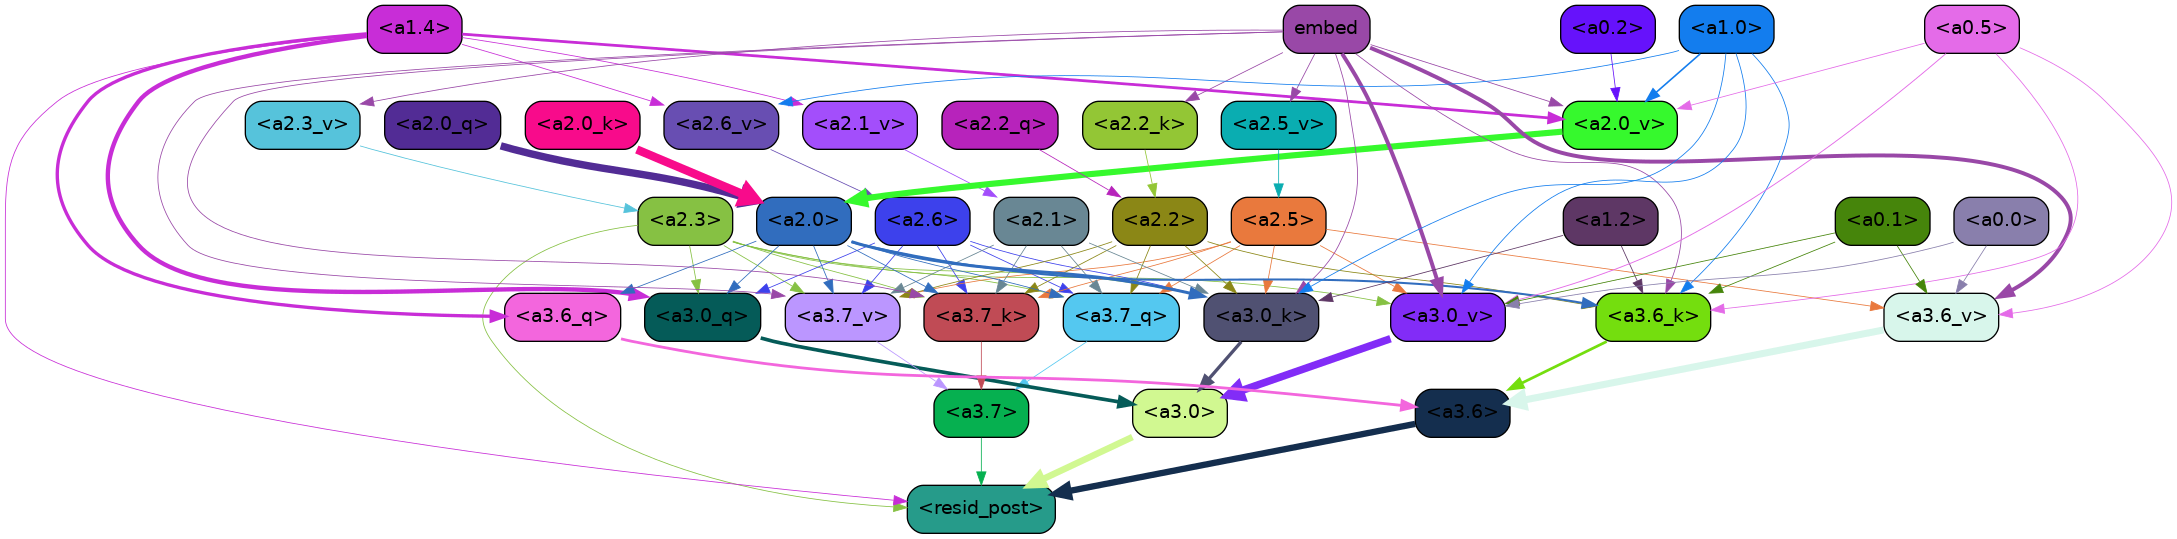 <a1.4> embed <a0.2> <a1.0> <a0.5>
<a2.3_v> <a2.0_q> <a2.0_k> <a2.6_v> <a2.1_v> <a2.2_q> <a2.2_k> <a2.5_v> <a2.0_v>
<a2.3> <a2.0> <a2.6> <a2.1> <a2.2> <a2.5> <a1.2> <a0.1> <a0.0>
<a3.6_q> <a3.0_q> <a3.7_v> <a3.7_k> <a3.7_q> <a3.0_k> <a3.0_v> <a3.6_k> <a3.6_v>
<a3.7> <a3.0> <a3.6>
<resid_post>